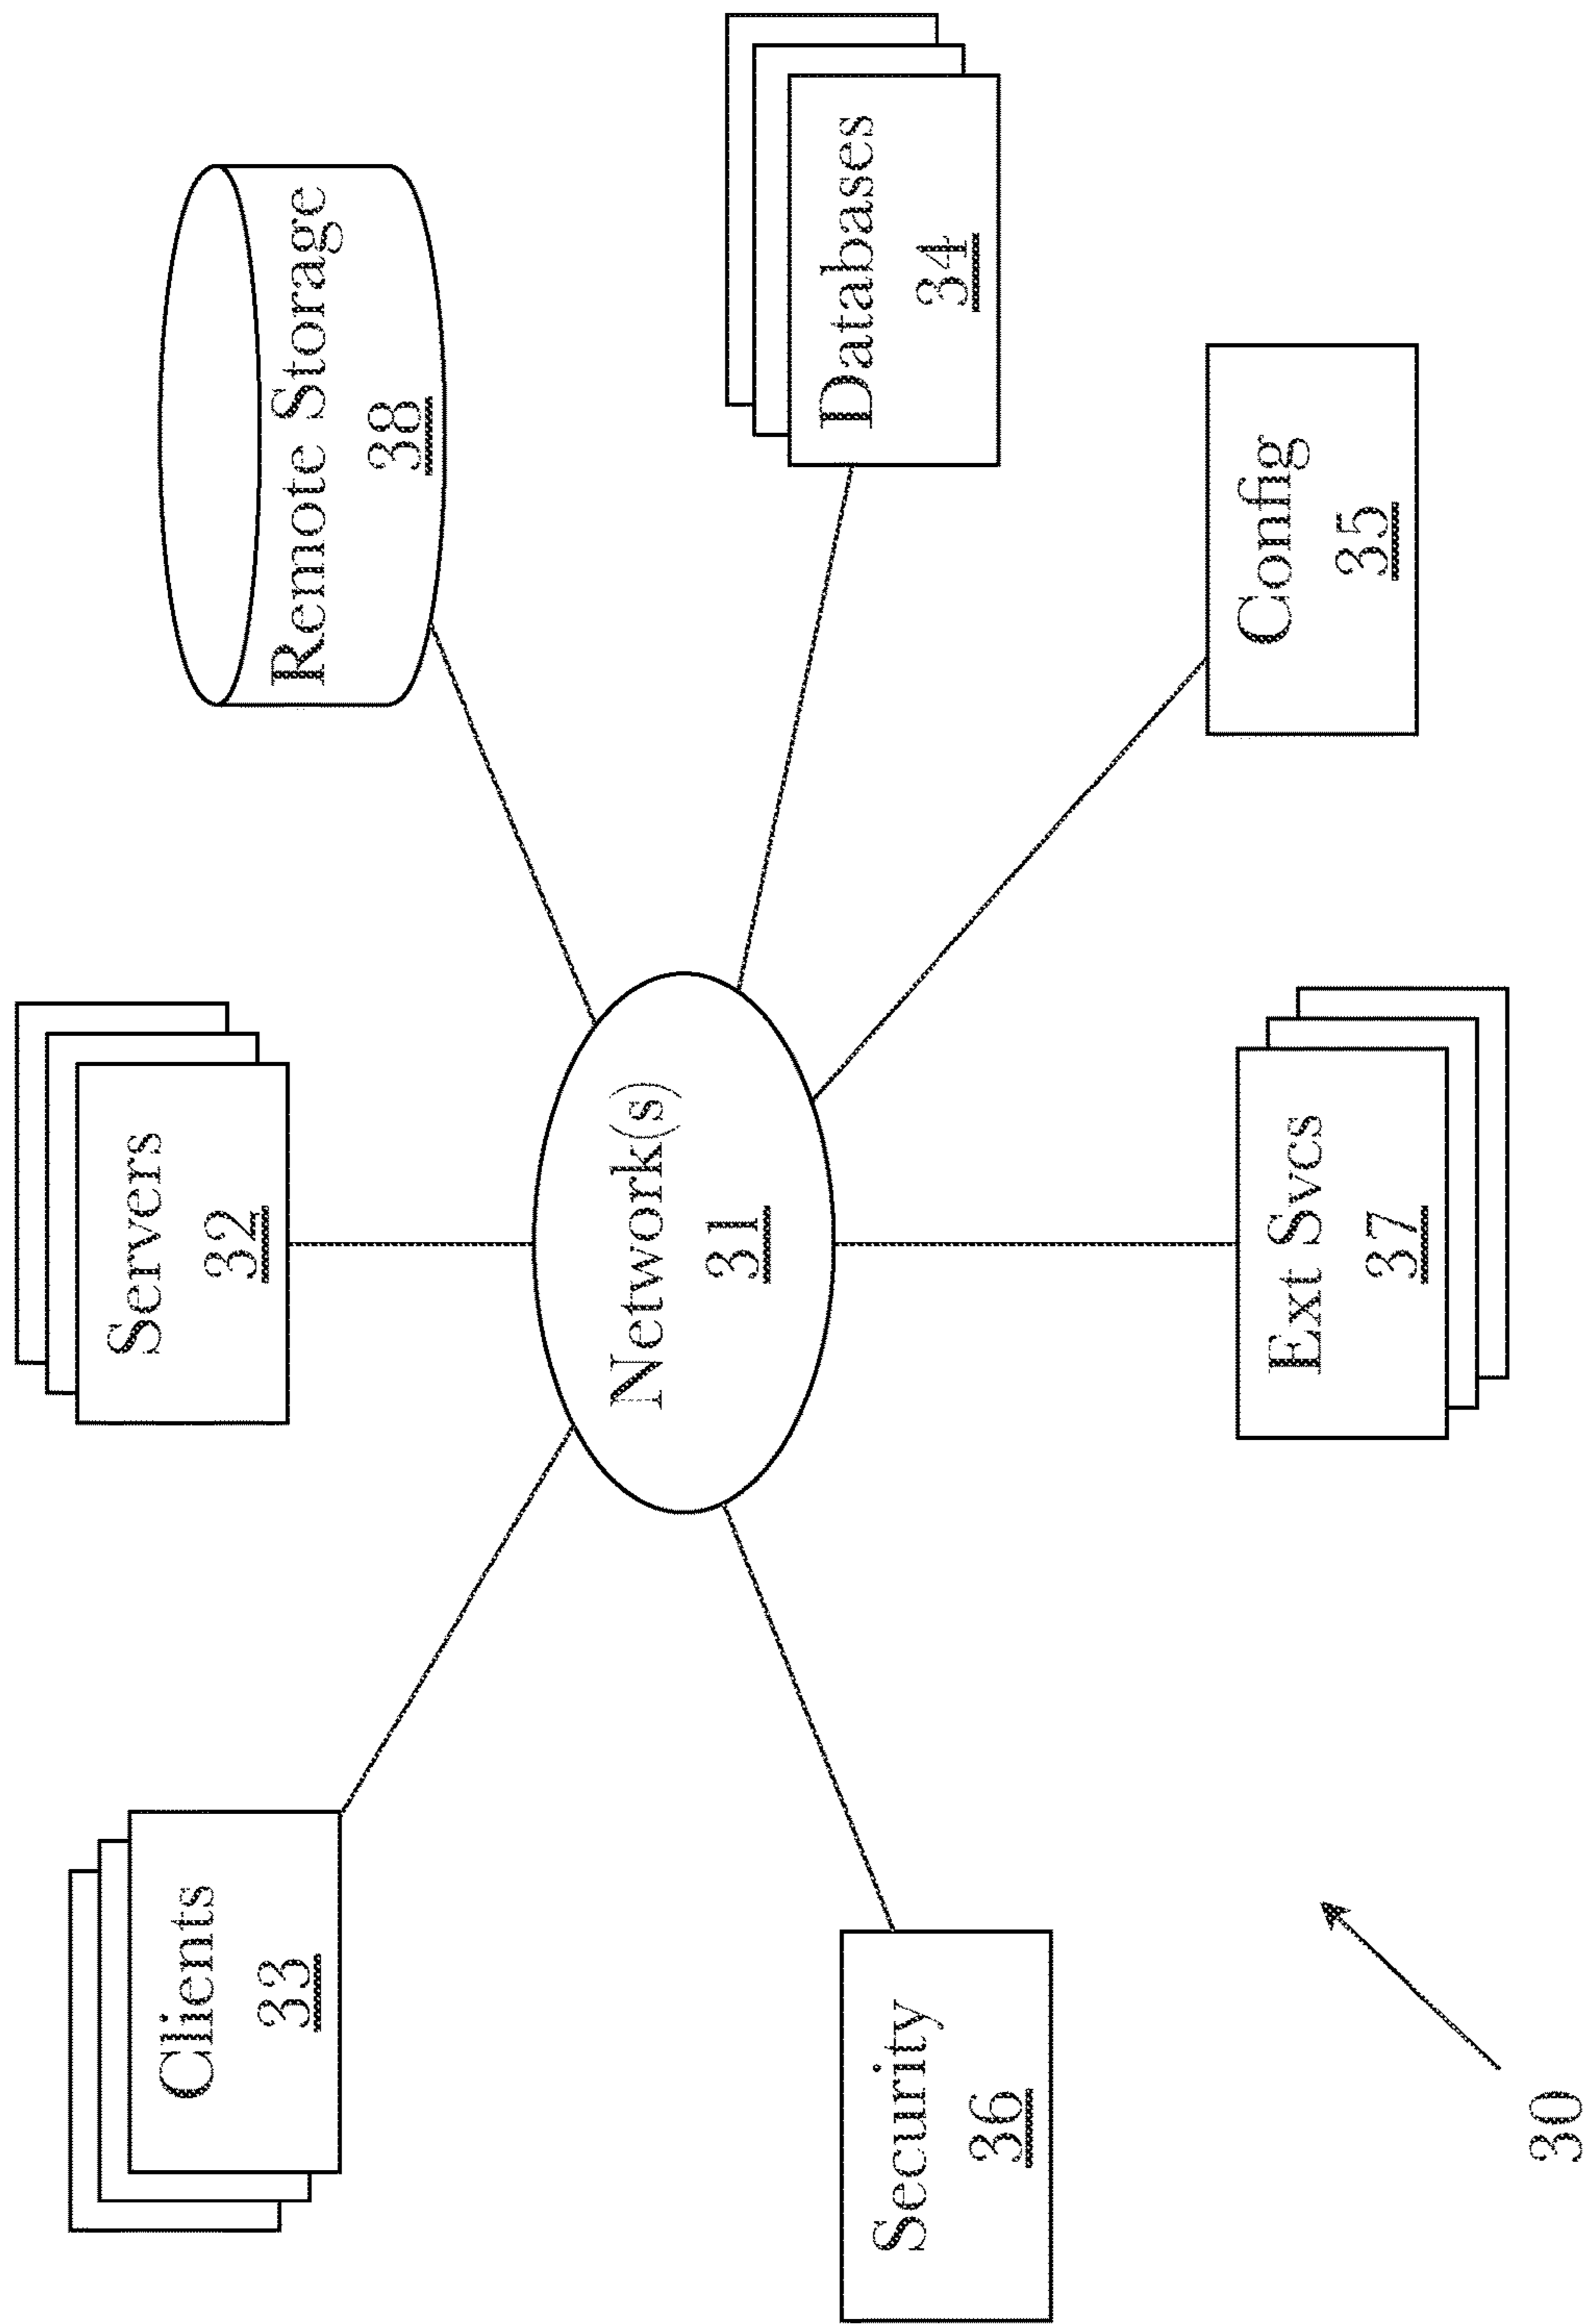 Clients
33
Servers
32
Remote Storage
38
Network(s)
31
Databases
34
Security
36
Ext Svcs
37
Config
35
30